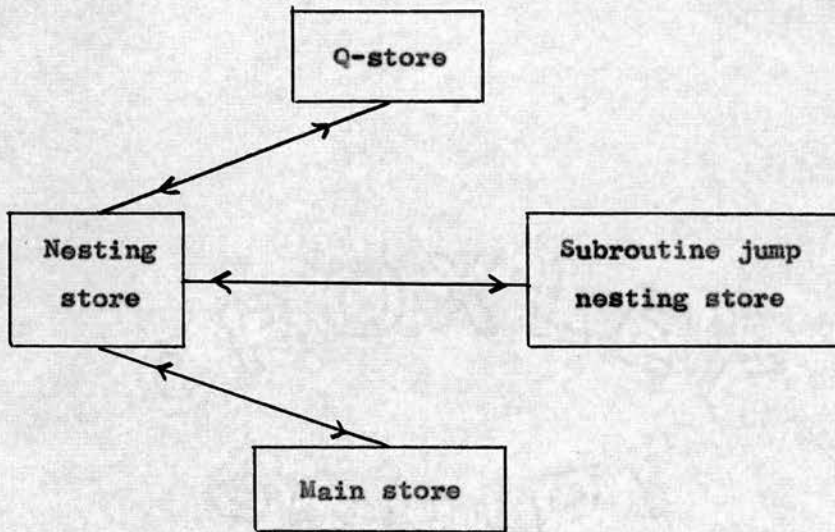 Q-store
Nesting
store
Subroutine jump
nesting store
Main store